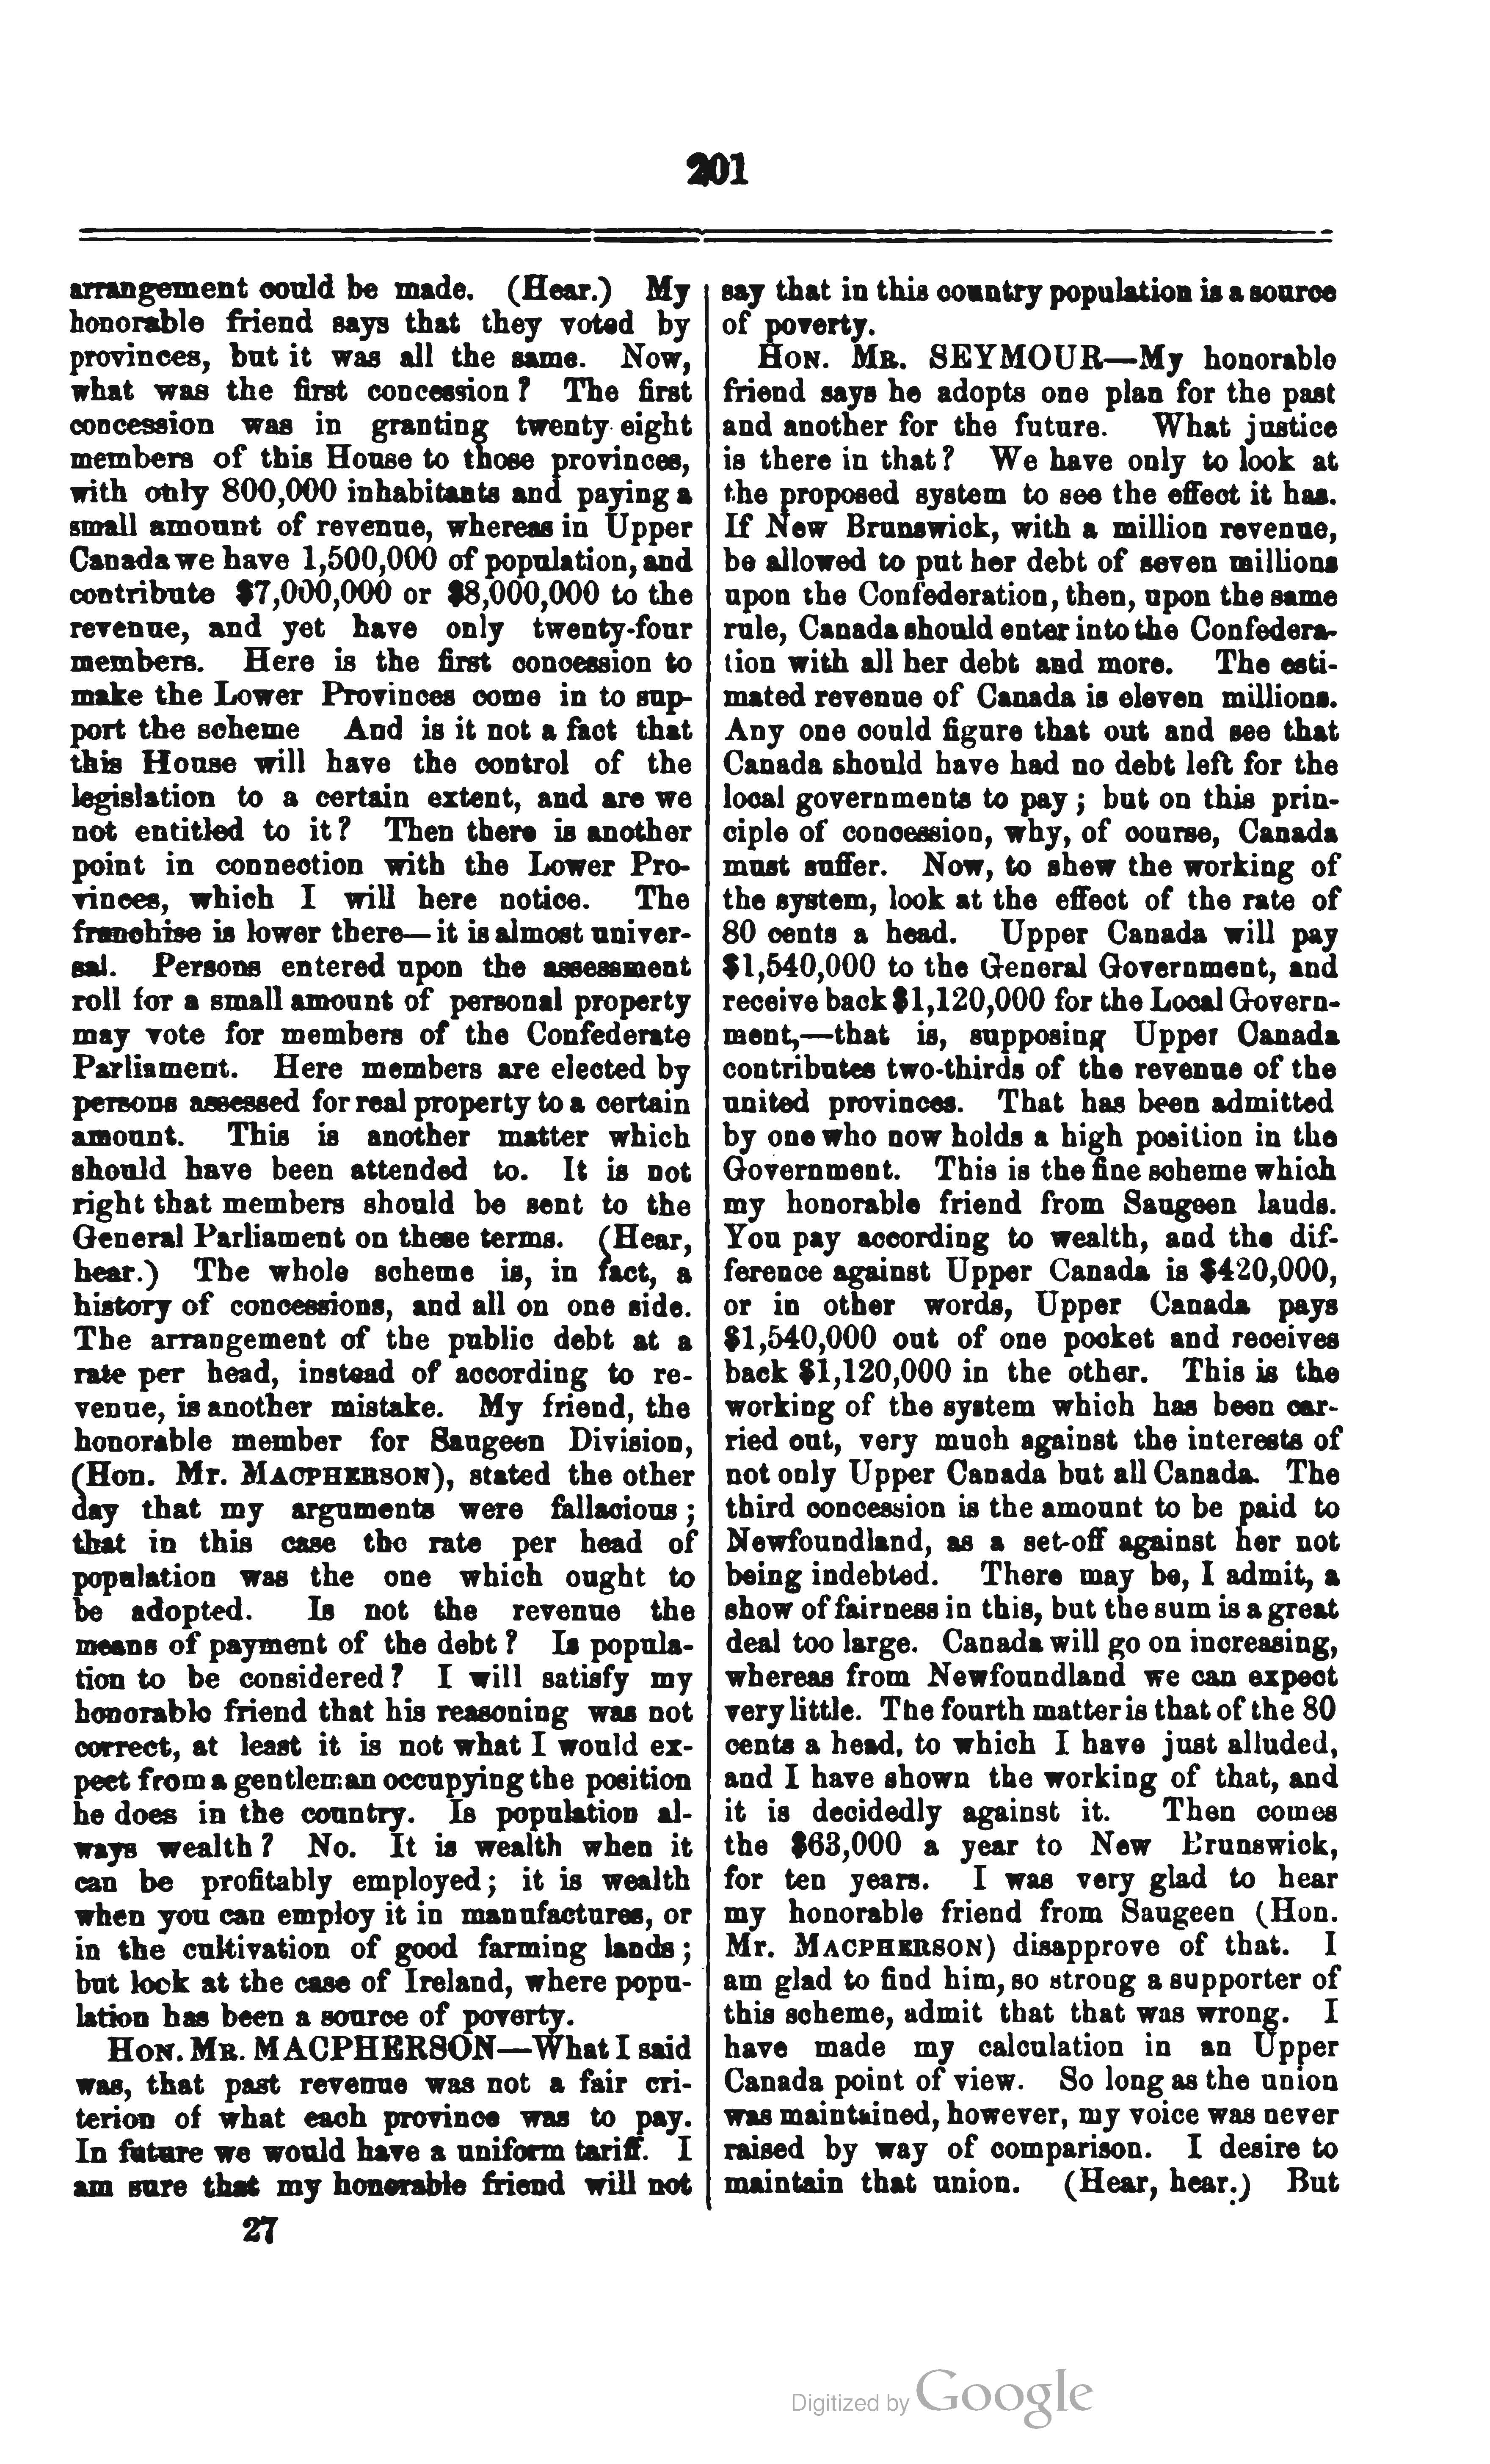 201
arrangement could be made. (Hear.) My
honorable friend says that they voted by
provinces, but it was all the same. Now,
what was the first concession? The first
concession was in granting twenty eight
members of this House to those provinces,
with only 800,000 inhabitants and paying a
small amount of revenue, whereas in Upper
Canada we have 1,500,000 of population, and
contribute $7,000,000 or $8,000,000 to the
revenue, and yet have only twenty-four
members. Here is the first concession to
make the Lower Provinces come in to sup-
port the scheme And is it not a fact that
this House will have the control of the
legislation to a certain extent, and are we
not entitled to it? Then there is another
point in connection with the Lower Pro-
vinces, which I will here notice. The
franchise is lower there—it is almost univer-
sal. Persons entered upon the assessment
roll for a small amount of personal property
may vote for members of the Confederate
Parliament. Here members are elected by
persons assessed for real property to a certain
amount. This is another matter which
should have been attended to. It is not
right that members should be sent to the
General Parliament on these terms. (Hear,
hear.) The whole scheme is, in fact, a
history of concessions, and all on one side.
The arrangement of the public debt at a
rate per head, instead of according to re-
venue, is another mistake. My friend, the
honorable member for Saugeen Division,
(Hon. Mr. MACPHERSON), stated the other
day that my arguments were fallacious;
that in this case the rate per head of
population was the one which ought to
be adopted. Is not the revenue the
means of payment of the debt? Is popula-
tion to be considered? I will satisfy my
honorable friend that his reasoning was not
correct, at least it is not what I would ex-
pect from a gentleman occupying the position
he does in the country. Is population al-
ways wealth? No. It is wealth when it
can be profitably employed; it is wealth
when you can employ it in manufactures, or
in the cultivation of good farming lands;
but look at the case of Ireland, where popu-
lation has been a source of poverty.
HON. MR. MACPHERSON—What I said
was, that past revenue was not a fair cri-
terion of what each province was to pay.
In future we would have a uniform tariff. I
am sure that my honorable friend will not
27
say that in this country population is a source
of poverty.
HON. MR. SEYMOUR—My honorable
friend says he adopts one plan for the past
and another for the future. What justice
is there in that? We have only to look at
the proposed system to see the effect it has.
If New Brunswick, with a million revenue,
be allowed to put her debt of seven millions
upon the Confederation, then, upon the same
rule, Canada should enter into the Confedera-
tion with all her debt and more. The esti-
mated revenue of Canada is eleven millions.
Any one could figure that out and see that
Canada should have had no debt left for the
local governments to pay; but on this prin-
ciple of concession, why, of course, Canada
must suffer. Now, to shew the working of
the system, look at the effect of the rate of
80 cents a head. Upper Canada will pay
$1,540,000 to the General Government, and
receive back $1,120,000 for the Local Govern-
ment,—that is, supposing Upper Canada
contributes two-thirds of the revenue of the
united provinces. That has been admitted
by one who now holds a high position in the
Government. This is the fine scheme which
my honorable friend from Saugeen lauds.
You pay according to wealth, and the dif-
ference against Upper Canada is $420,000,
or in other words, Upper Canada pays
$1,540,000 out of one pocket and receives
back $1,120,000 in the other. This is the
working of the system which has been car-
ried out, very much against the interests of
not only Upper Canada but all Canada. The
third concession is the amount to be paid to
Newfoundland, as a set-off against her not
being indebted. There may be, I admit, a
show of fairness in this, but the sum is a great
deal too large. Canada will go on increasing,
whereas from Newfoundland we can expect
very little. The fourth matter is that of the 80
cents a head, to which I have just alluded,
and I have shown the working of that, and
it is decidedly against it. Then comes
the $63,000 a year to New Brunswick,
for ten years. I was very glad to hear
my honorable friend from Saugeen (Hon.
Mr. MACPHERSON) disapprove of that. I
am glad to find him, so strong a supporter of
this scheme, admit that that was wrong. I
have made my calculation in an Upper
Canada point of view. So long as the union
was maintained, however, my voice was never
raised by way of comparison. I desire to
maintain that union. (Hear, hear.) But
Digitized by Google